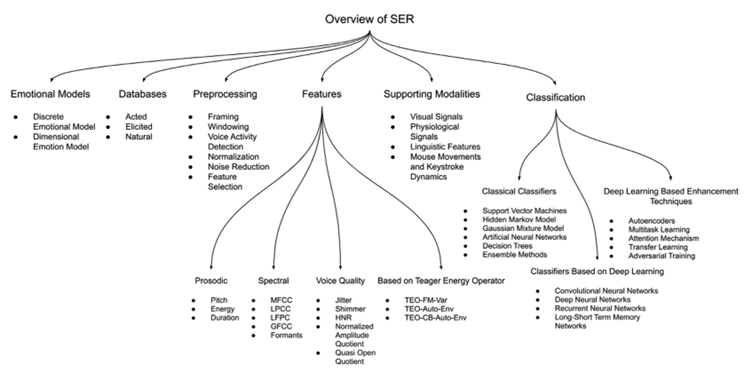 Overview of SER
Emotional Models
● Discrete
Emotional Model
● Dimensional
Emotion Model
Databases
● Acted
● Elicited
● Natural
Preprocessing
● Framing
● Windowing
● Voice Activity
Detection
● Normalization
● Noise Reduction
● Feature
Selection
Features
Supporting Modalities
● Visual Signals
● Physiological
Signals
● Linguistic Features
● Mouse Movements
and Keystroke
Dynamics
Classification
Prosodic
● Pitch
● Energy
● Duration
Spectral
● MFCC
● LPCC
● LFPC
● GFCC
● Formants
Voice Quality
● Jitter
● Shimmer
● HNR
● Normalized
Amplitude
Quotient
● Quasi Open
Quotient
Based on Teager Energy Operator
● TEO-FM-Var
● TEO-Auto-Env
● TEO-CB-Auto-Env
Classical Classifiers
● Support Vector Machines
● Hidden Markov Model
● Gaussian Mixture Model
● Artificial Neural Networks
● Decision Trees
● Ensemble Methods
Classifiers Based on Deep Learning
● Convolutional Neural Networks
● Deep Neural Networks
● Recurrent Neural Networks
● Long-Short Term Memory
Networks
Deep Learning Based Enhancement
Techniques
● Autoencoders
● Multitask Learning
● Attention Mechanism
● Transfer Learning
● Adversarial Training